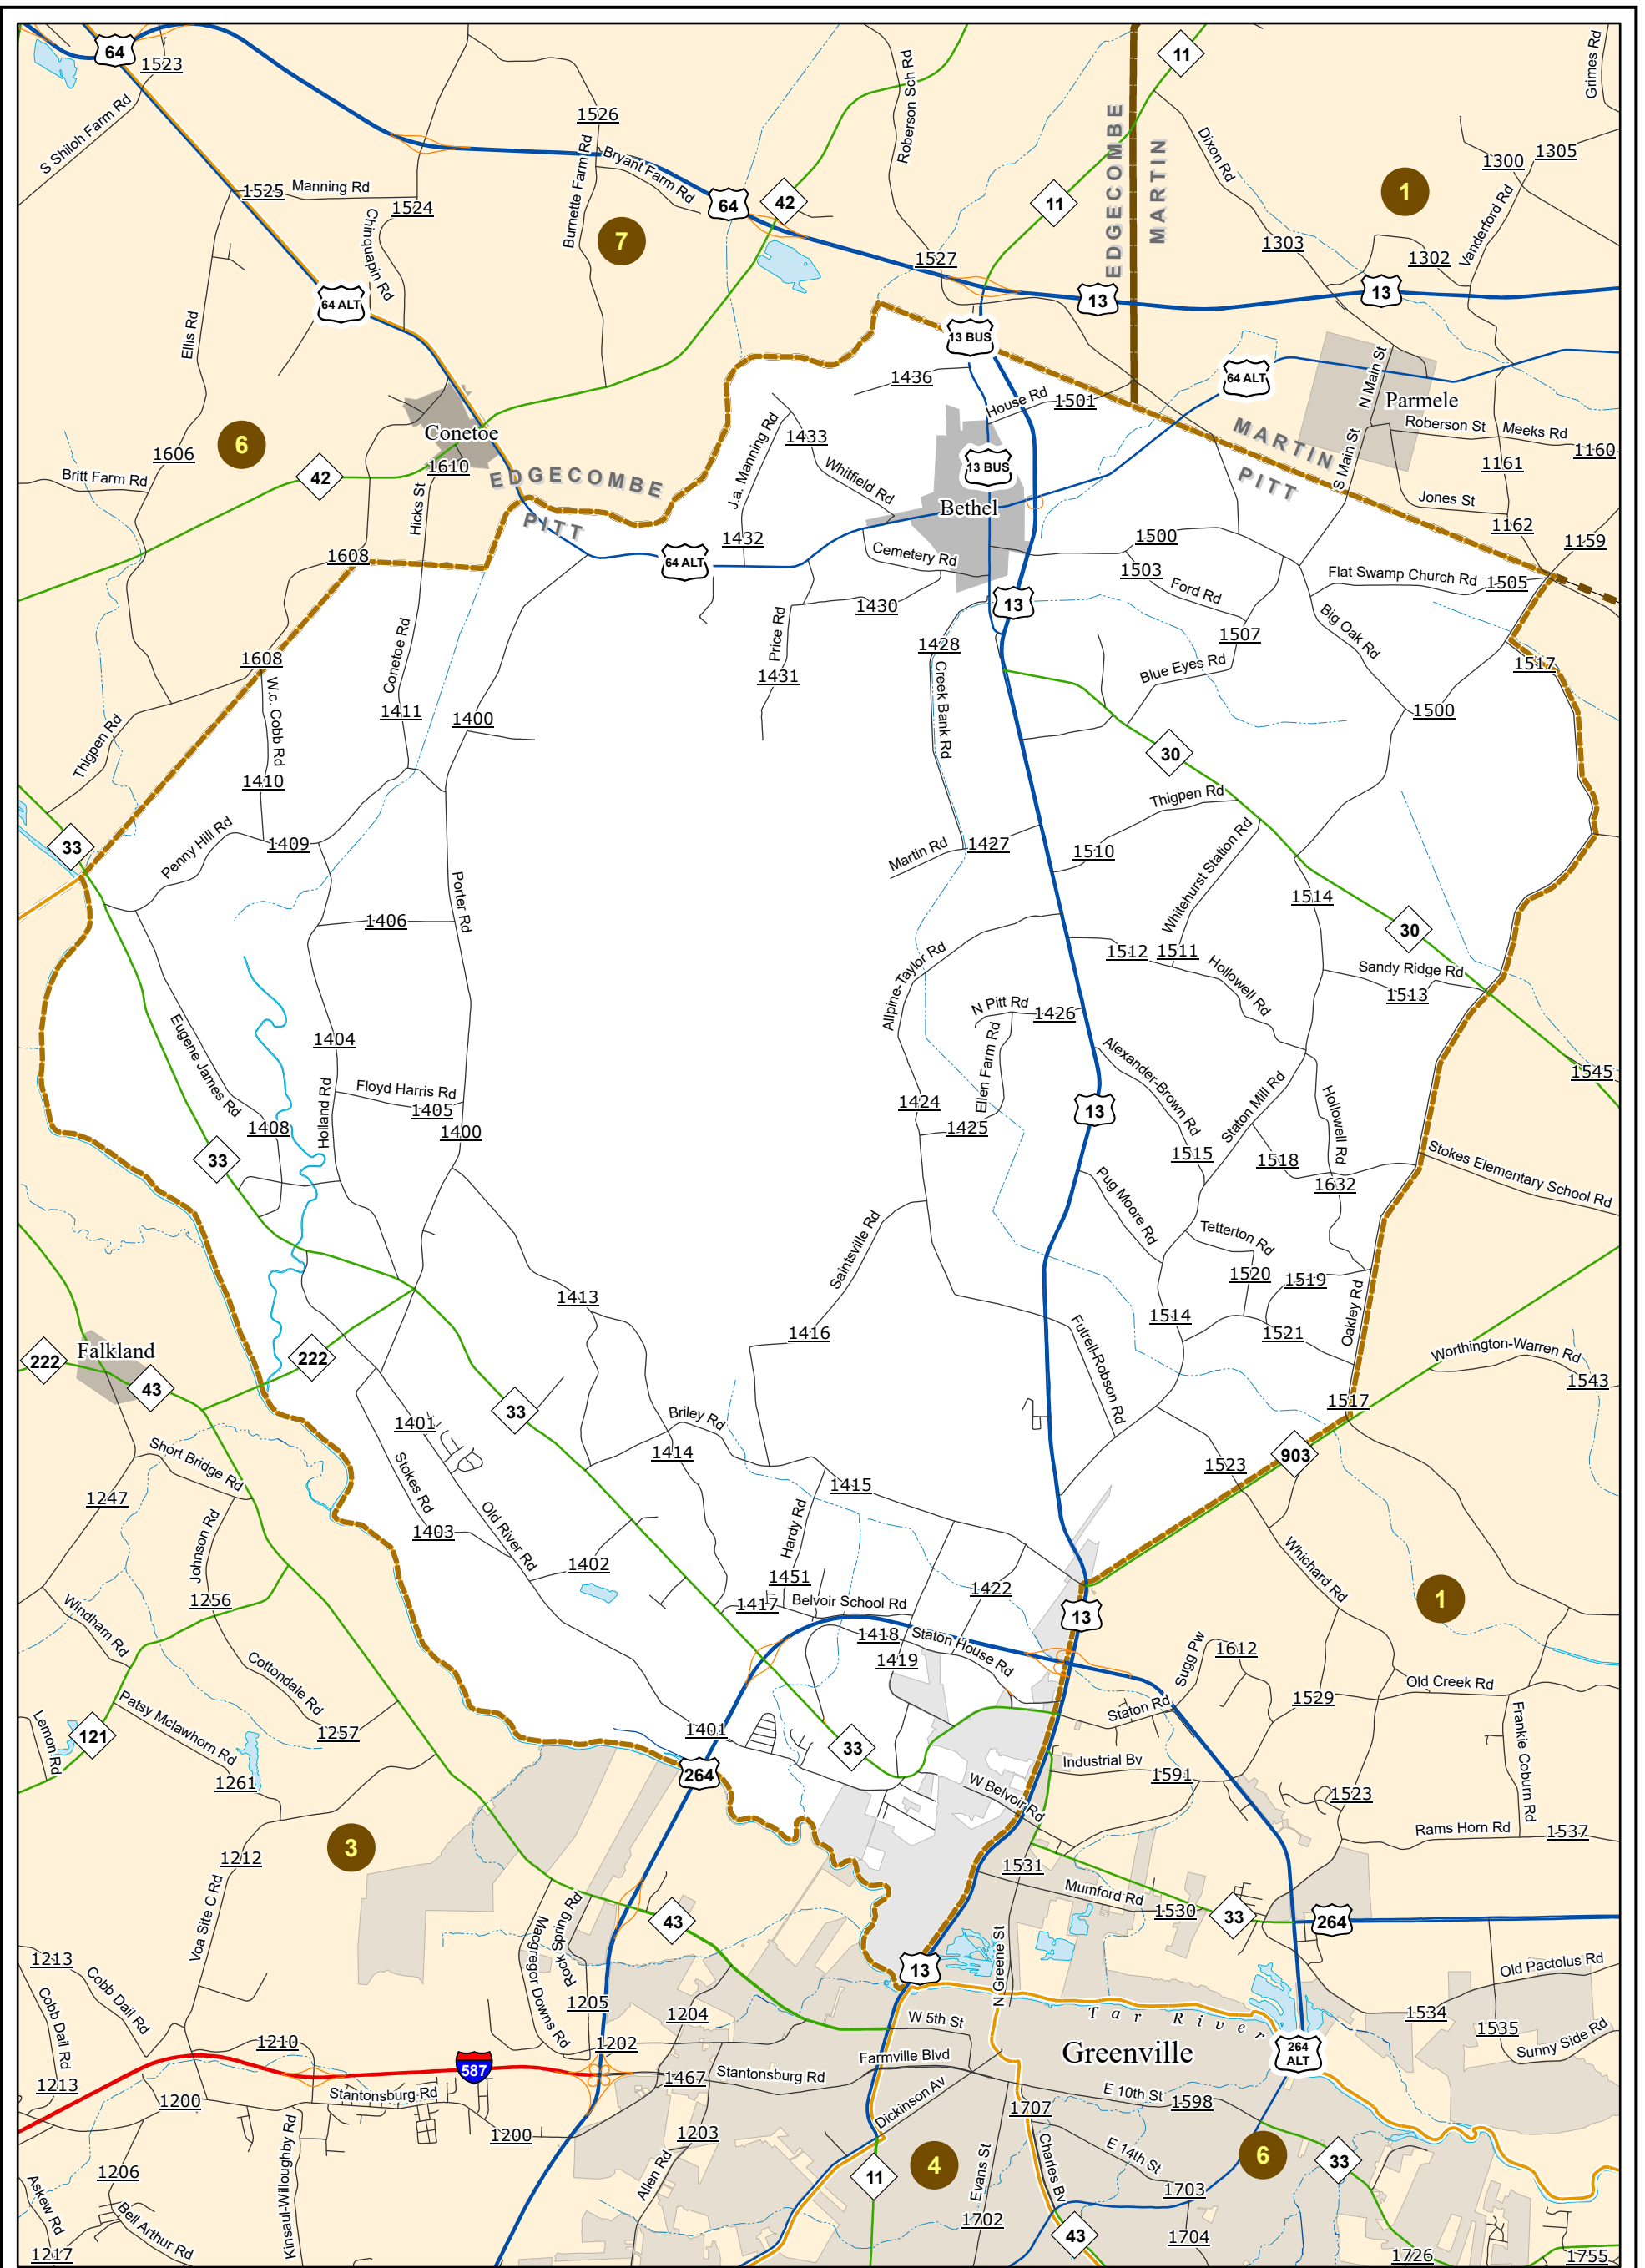 64
1523
11
Grimes Rd
S Shiloh Farm Rd
1526
Roberson Sch Rd
Dixon Rd
EDGECOMBE
MARTIN
1300
1305
1525
Manning Rd
1524
Burnette Farm Rd
Bryant Farm Rd
64
42
11
1
Chinquapin Rd
7
1527
1303
1302
Vanderford Rd
64 ALT
13
13
Ellis Rd
13 BUS
1436
House Rd
1501
64 ALT
N Main St
Parmele
Conetoe
6
1606
1610
42
Britt Farm Rd
Hicks St
EDGECOMBE
PITT
J.a. Manning Rd
1433
Whitfield Rd
13 BUS
Bethel
MARTIN
PITT
S Main St
Roberson St
Meeks Rd
1160
1161
Jones St
1162
1159
1608
64 ALT
1432
Cemetery Rd
1500
1503
Ford Rd
Flat Swamp Church Rd
1505
13
1430
Price Rd
1431
1428
Creek Bank Rd
1507
Big Oak Rd
Blue Eyes Rd
1517
1608
W.c. Cobb Rd
Conetoe Rd
1411
1400
1500
Thigpen Rd
1410
30
Thigpen Rd
33
Penny Hill Rd
1409
Martin Rd
1427
1510
Whitehurst Station Rd
1514
1406
Porter Rd
30
1512
1511
Hollowell Rd
Sandy Ridge Rd
1513
Allpine-Taylor Rd
N Pitt Rd
1426
Ellen Farm Rd
Eugene James Rd
1404
Holland Rd
Floyd Harris Rd
1405
1400
1408
33
1424
1425
13
Alexander-Brown Rd
1515
Staton Mill Rd
1518
Hollowell Rd
1632
1545
Stokes Elementary School Rd
Pug Moore Rd
Tetterton Rd
1520
1519
Saintsville Rd
1413
1416
1514
1521
Oakley Rd
Futrell-Robson Rd
Falkland
222
43
222
Worthington-Warren Rd
1543
1517
33
1401
Briley Rd
1414
Short Bridge Rd
1247
Stokes Rd
1415
1523
903
Johnson Rd
1403
Old River Rd
Hardy Rd
1402
1451
1422
Whichard Rd
1256
1417
Belvoir School Rd
13
1
Windham Rd
1418
Staton House Rd
1419
Sugg Pw
1612
Cottondale Rd
Old Creek Rd
1529
Patsy Mclawhorn Rd
1257
1401
Staton Rd
Frankie Coburn Rd
Lemon Rd
121
33
1261
264
Industrial Bv
1591
W Belvoir Rd
1523
3
Rams Horn Rd
1537
1212
1531
Voa Site C Rd
Macgregor Downs Rd
Rock Spring Rd
43
Mumford Rd
1530
33
264
1213
Cobb Dail Rd
13
N Greene St
Old Pactolus Rd
Cobb Dail Rd
1205
1204
1534
Tar River
1535
Sunny Side Rd
1210
1202
W 5th St
Greenville
264 ALT
587
Farmville Blvd
1213
Stantonsburg Rd
1467
Stantonsburg Rd
1200
Dickinson Av
E 10th St
1598
1707
1200
1203
Charles Bv
E 14th St
1206
Kinsaul-Willoughby Rd
Allen Rd
11
4
Evans St
6
33
Askew Rd
1703
Bell Arthur Rd
1702
43
1704
1217
1726
1755